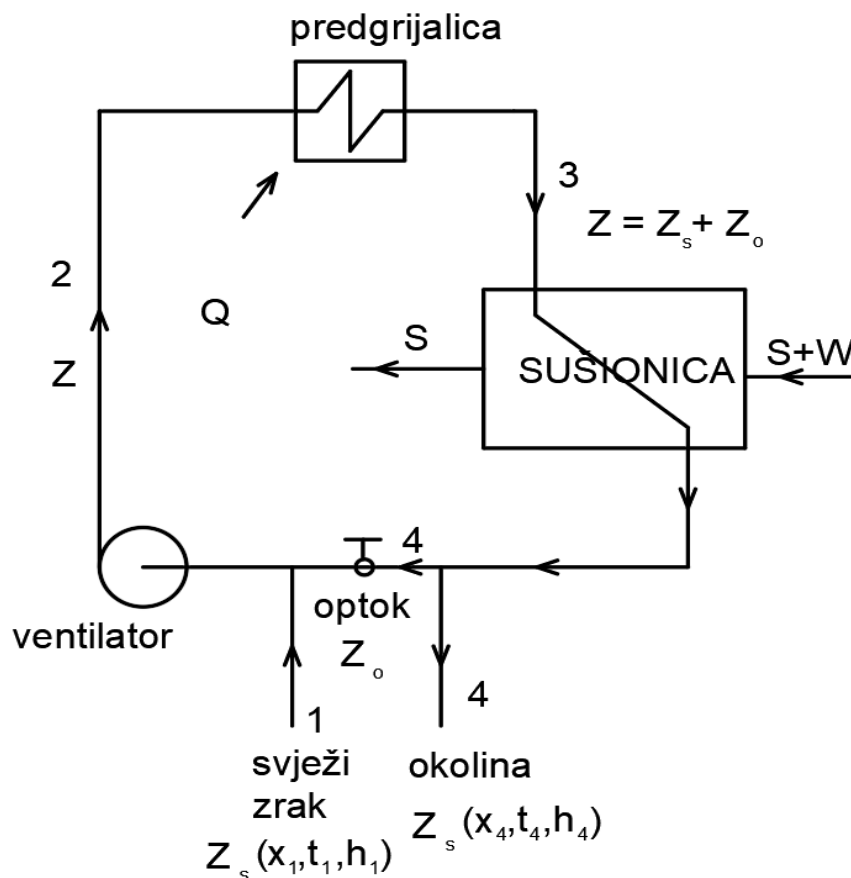 predgrijalica
3
Z = Zₛ + Zₒ
2
Q
S
S+W
SUŠIONICA
Z
4
optok
ventilator
Zₒ
1
4
svježi
okolina
zrak
Zₛ (x₄,t₄,h₄)
Zₛ (x₁,t₁,h₁)